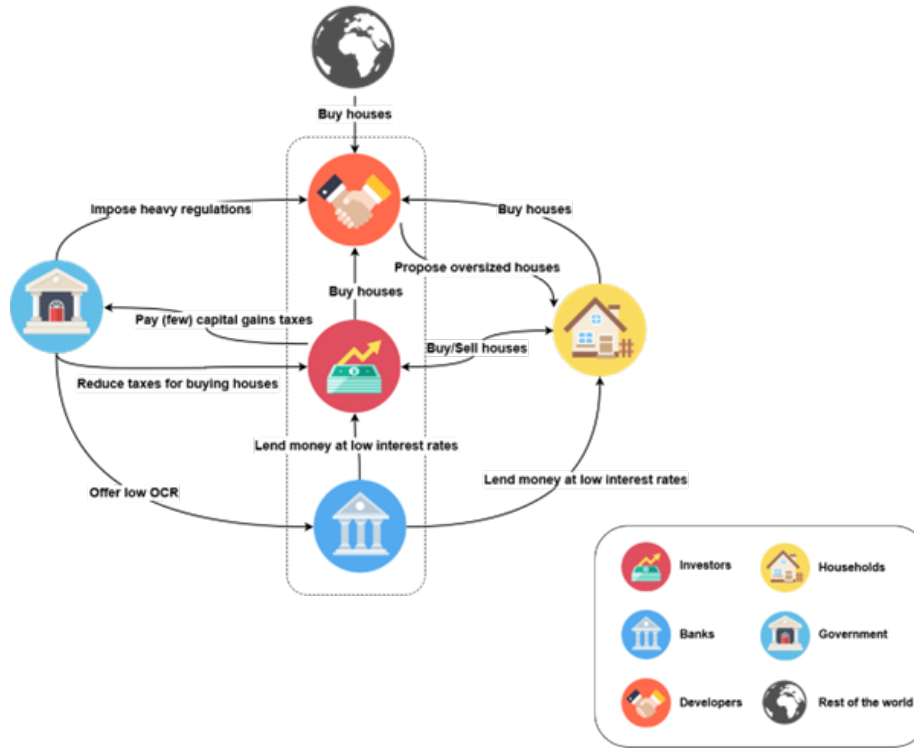 Buy houses
Impose heavy regulations
Buy houses
Propose oversized houses
Buy houses
Pay (few) capital gains taxes
Buy/Sell houses
Reduce taxes for buying houses
Lend money at low interest rates
Lend money at low interest rates
Offer low OCR
Investors
Households
Banks
Government
Developers
Rest of the world